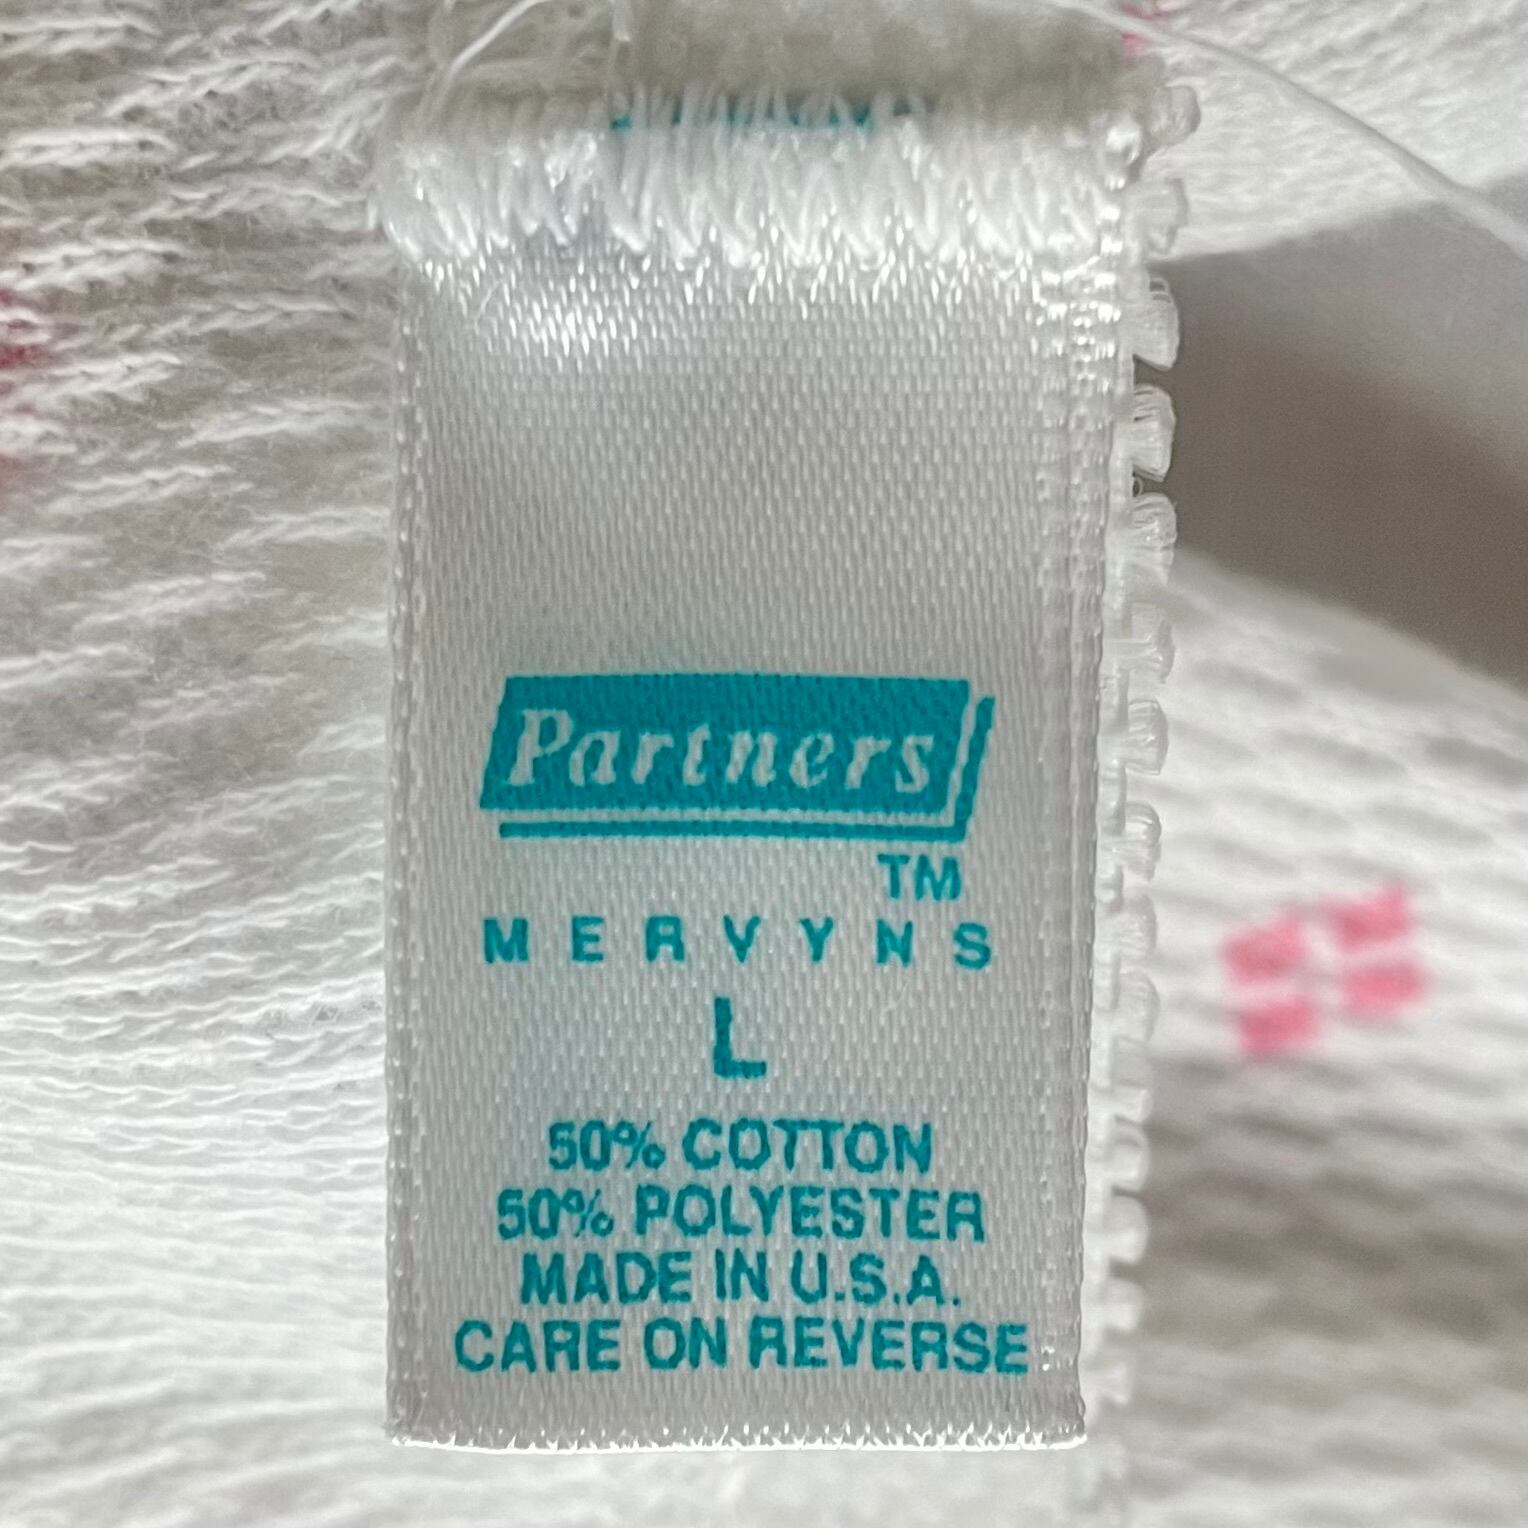 Partners
TM
MERVYNS
L
50% COTTON
50% POLYESTER
MADE IN U.S.A.
CARE ON REVERSE